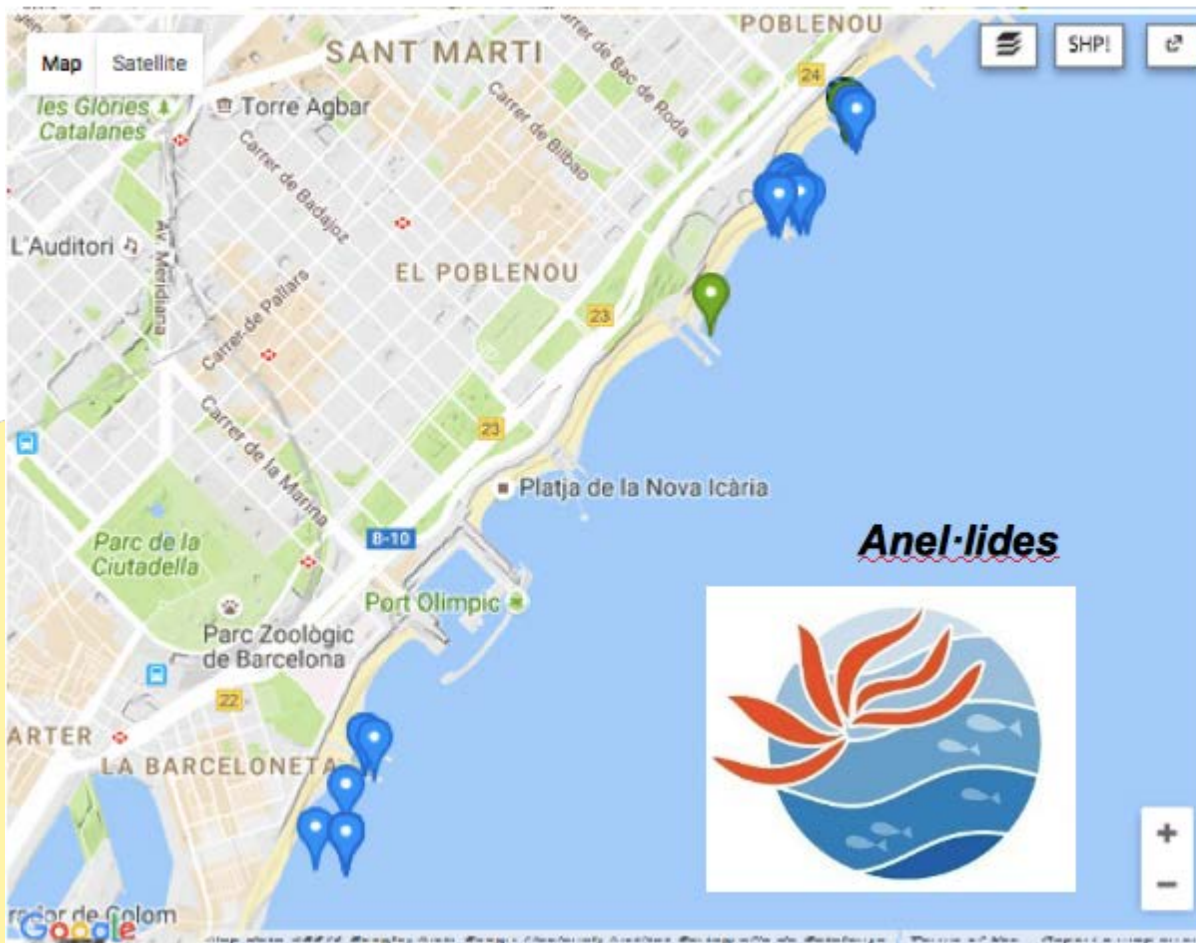 POBLENOU
SANT MARTI
Map Satellite
SHP!
24
les Glòries
Catalanes
Torre Agbar
Carrer de Bac de Roda
Carrer de Bilbao
Carrer de Badajoz
L'Auditori
Av. Meridiana
EL POBLENOU
Carrer de Pallars
23
Carrer de la Marina
23
Platja de la Nova Icària
B-10
Anel·lides
Parc de la
Ciutadella
Port Olímpic
Parc Zoològic
de Barcelona
22
ARTER
LA BARCELONETA
+
−
rador de Colom
Google